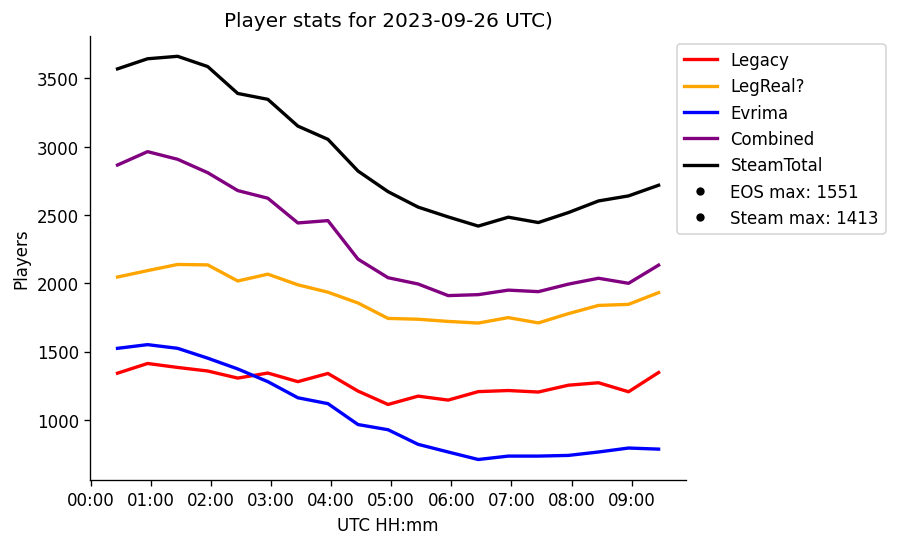 Player stats for 2023-09-26 UTC)
Players
3500
3000
2500
2000
1500
1000
00:00 01:00 02:00 03:00 04:00 05:00 06:00 07:00 08:00 09:00
UTC HH:mm
Legacy
LegReal?
Evrima
Combined
SteamTotal
EOS max: 1551
Steam max: 1413